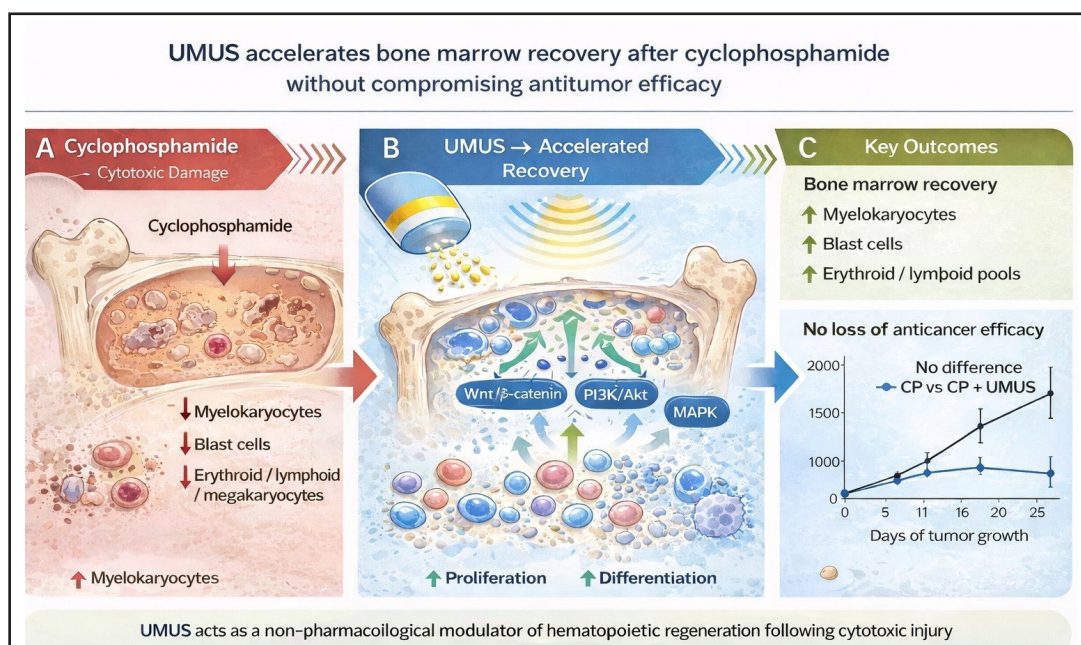 UMUS accelerates bone marrow recovery after cyclophosphamide
without compromising antitumor efficacy
A Cyclophosphamide
Cytotoxic Damage
Cyclophosphamide
Myelokaryocytes
Blast cells
Erythroid / lymphoid
/ megakaryocytes
Myelokaryocytes
B UMUS → Accelerated
Recovery
Wnt/β-catenin
PI3K/Akt
MAPK
Proliferation
Differentiation
C Key Outcomes
Bone marrow recovery
Myelokaryocytes
Blast cells
Erythroid / lymþoid pools
No loss of anticancer efficacy
No difference
CP vs CP + UMUS
2000
1500
1000
0
0 5 11 16 20 25
Days of tumor growth
UMUS acts as a non-pharmacoilogical modulator of hematopoietic regeneration following cytotoxic injury